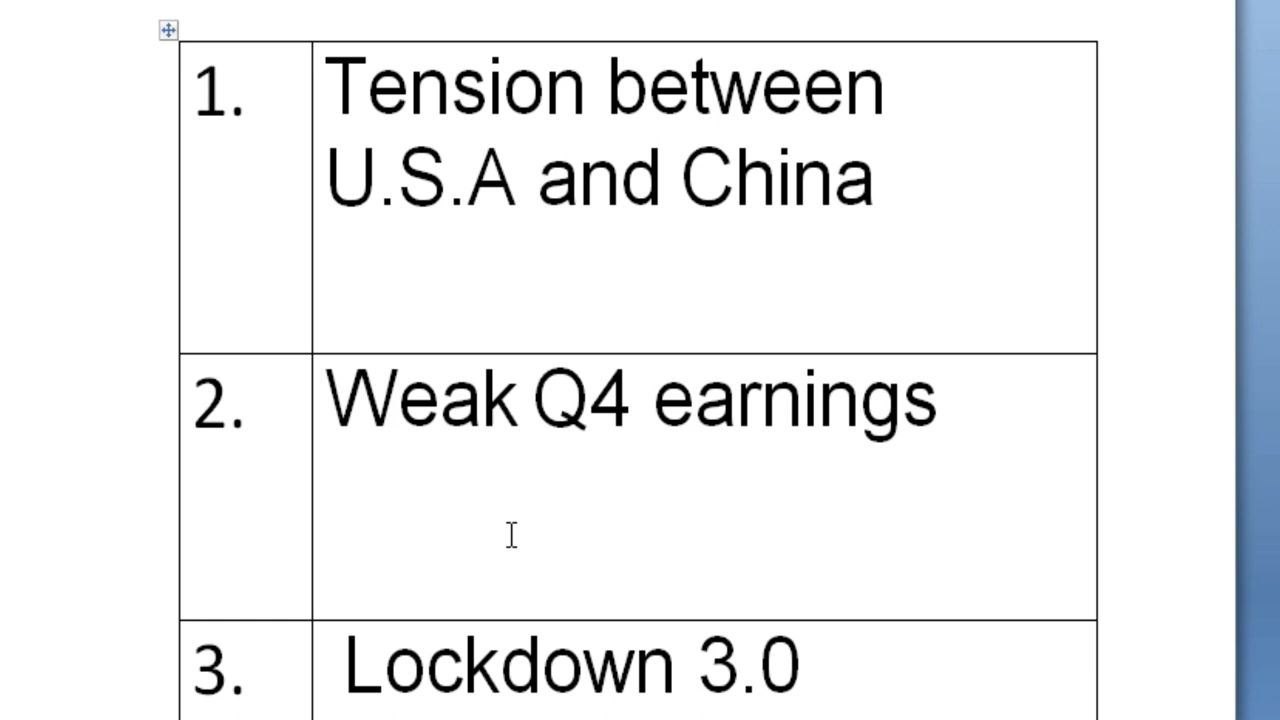 1. Tension between
U.S.A and China
2. Weak Q4 earnings
3. Lockdown 3.0